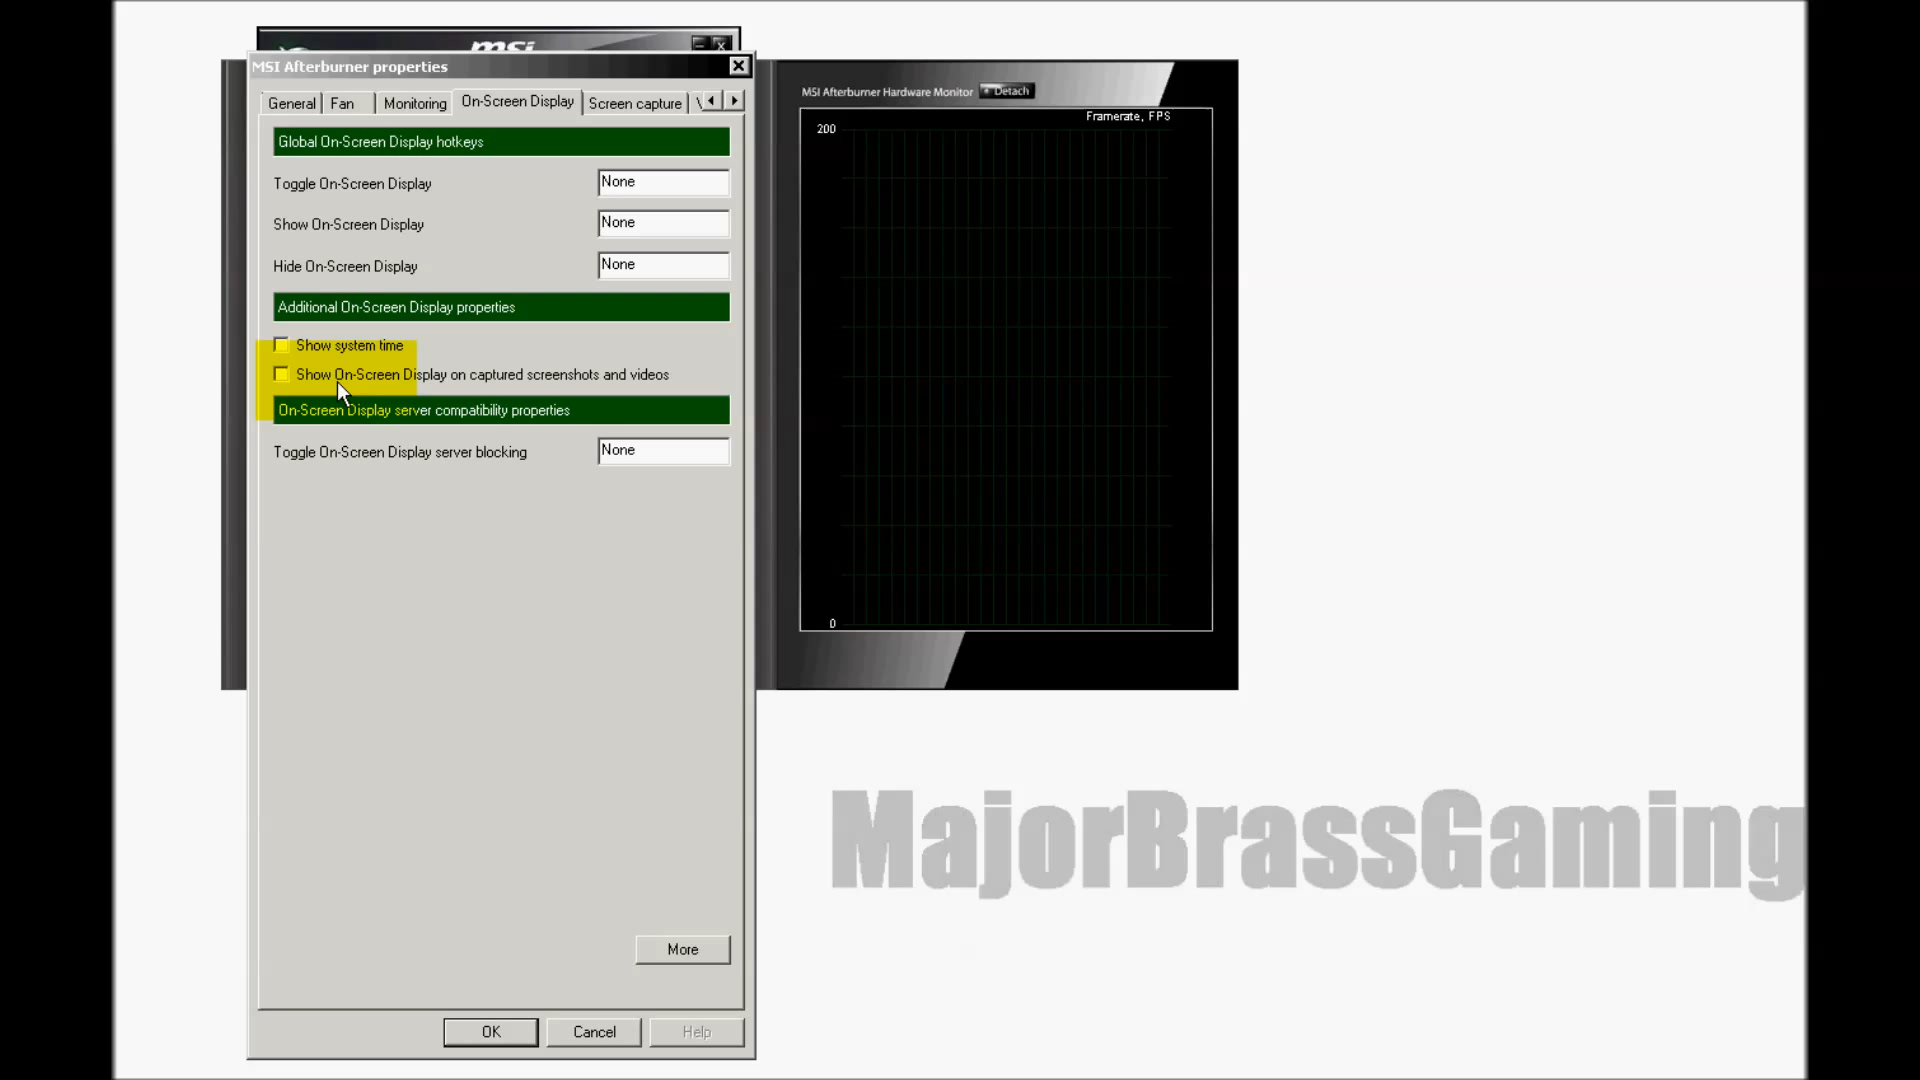 msi
MSI Afterburner properties
General
Fan
Monitoring
On-Screen Display
Screen capture
Global On-Screen Display hotkeys
Toggle On-Screen Display
None
Show On-Screen Display
None
Hide On-Screen Display
None
Additional On-Screen Display properties
Show system time
Show On-Screen Display on captured screenshots and videos
On-Screen Display server compatibility properties
Toggle On-Screen Display server blocking
None
More
OK
Cancel
Help
MSI Afterburner Hardware Monitor
Detach
Framerate, FPS
200
0
MajorBrassGaming